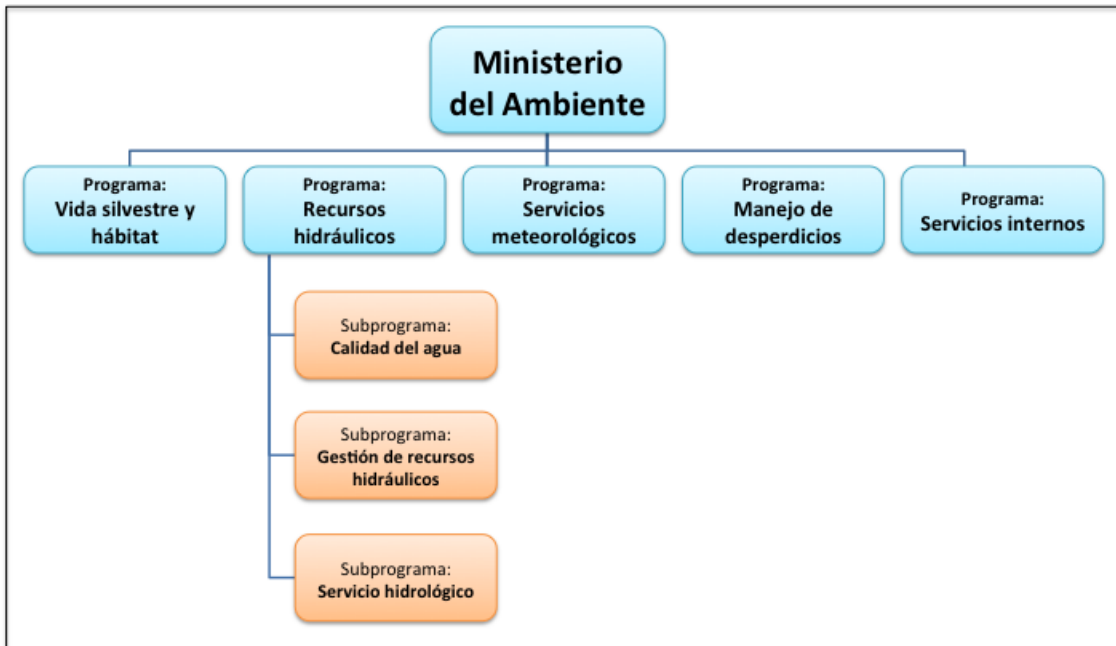 Ministerio
del Ambiente
Programa:
Vida silvestre y
hábitat
Programa:
Recursos
hidráulicos
Programa:
Servicios
meteorológicos
Programa:
Manejo de
desperdicios
Programa:
Servicios internos
Subprograma:
Calidad del agua
Subprograma:
Gestión de recursos
hidráulicos
Subprograma:
Servicio hidrológico